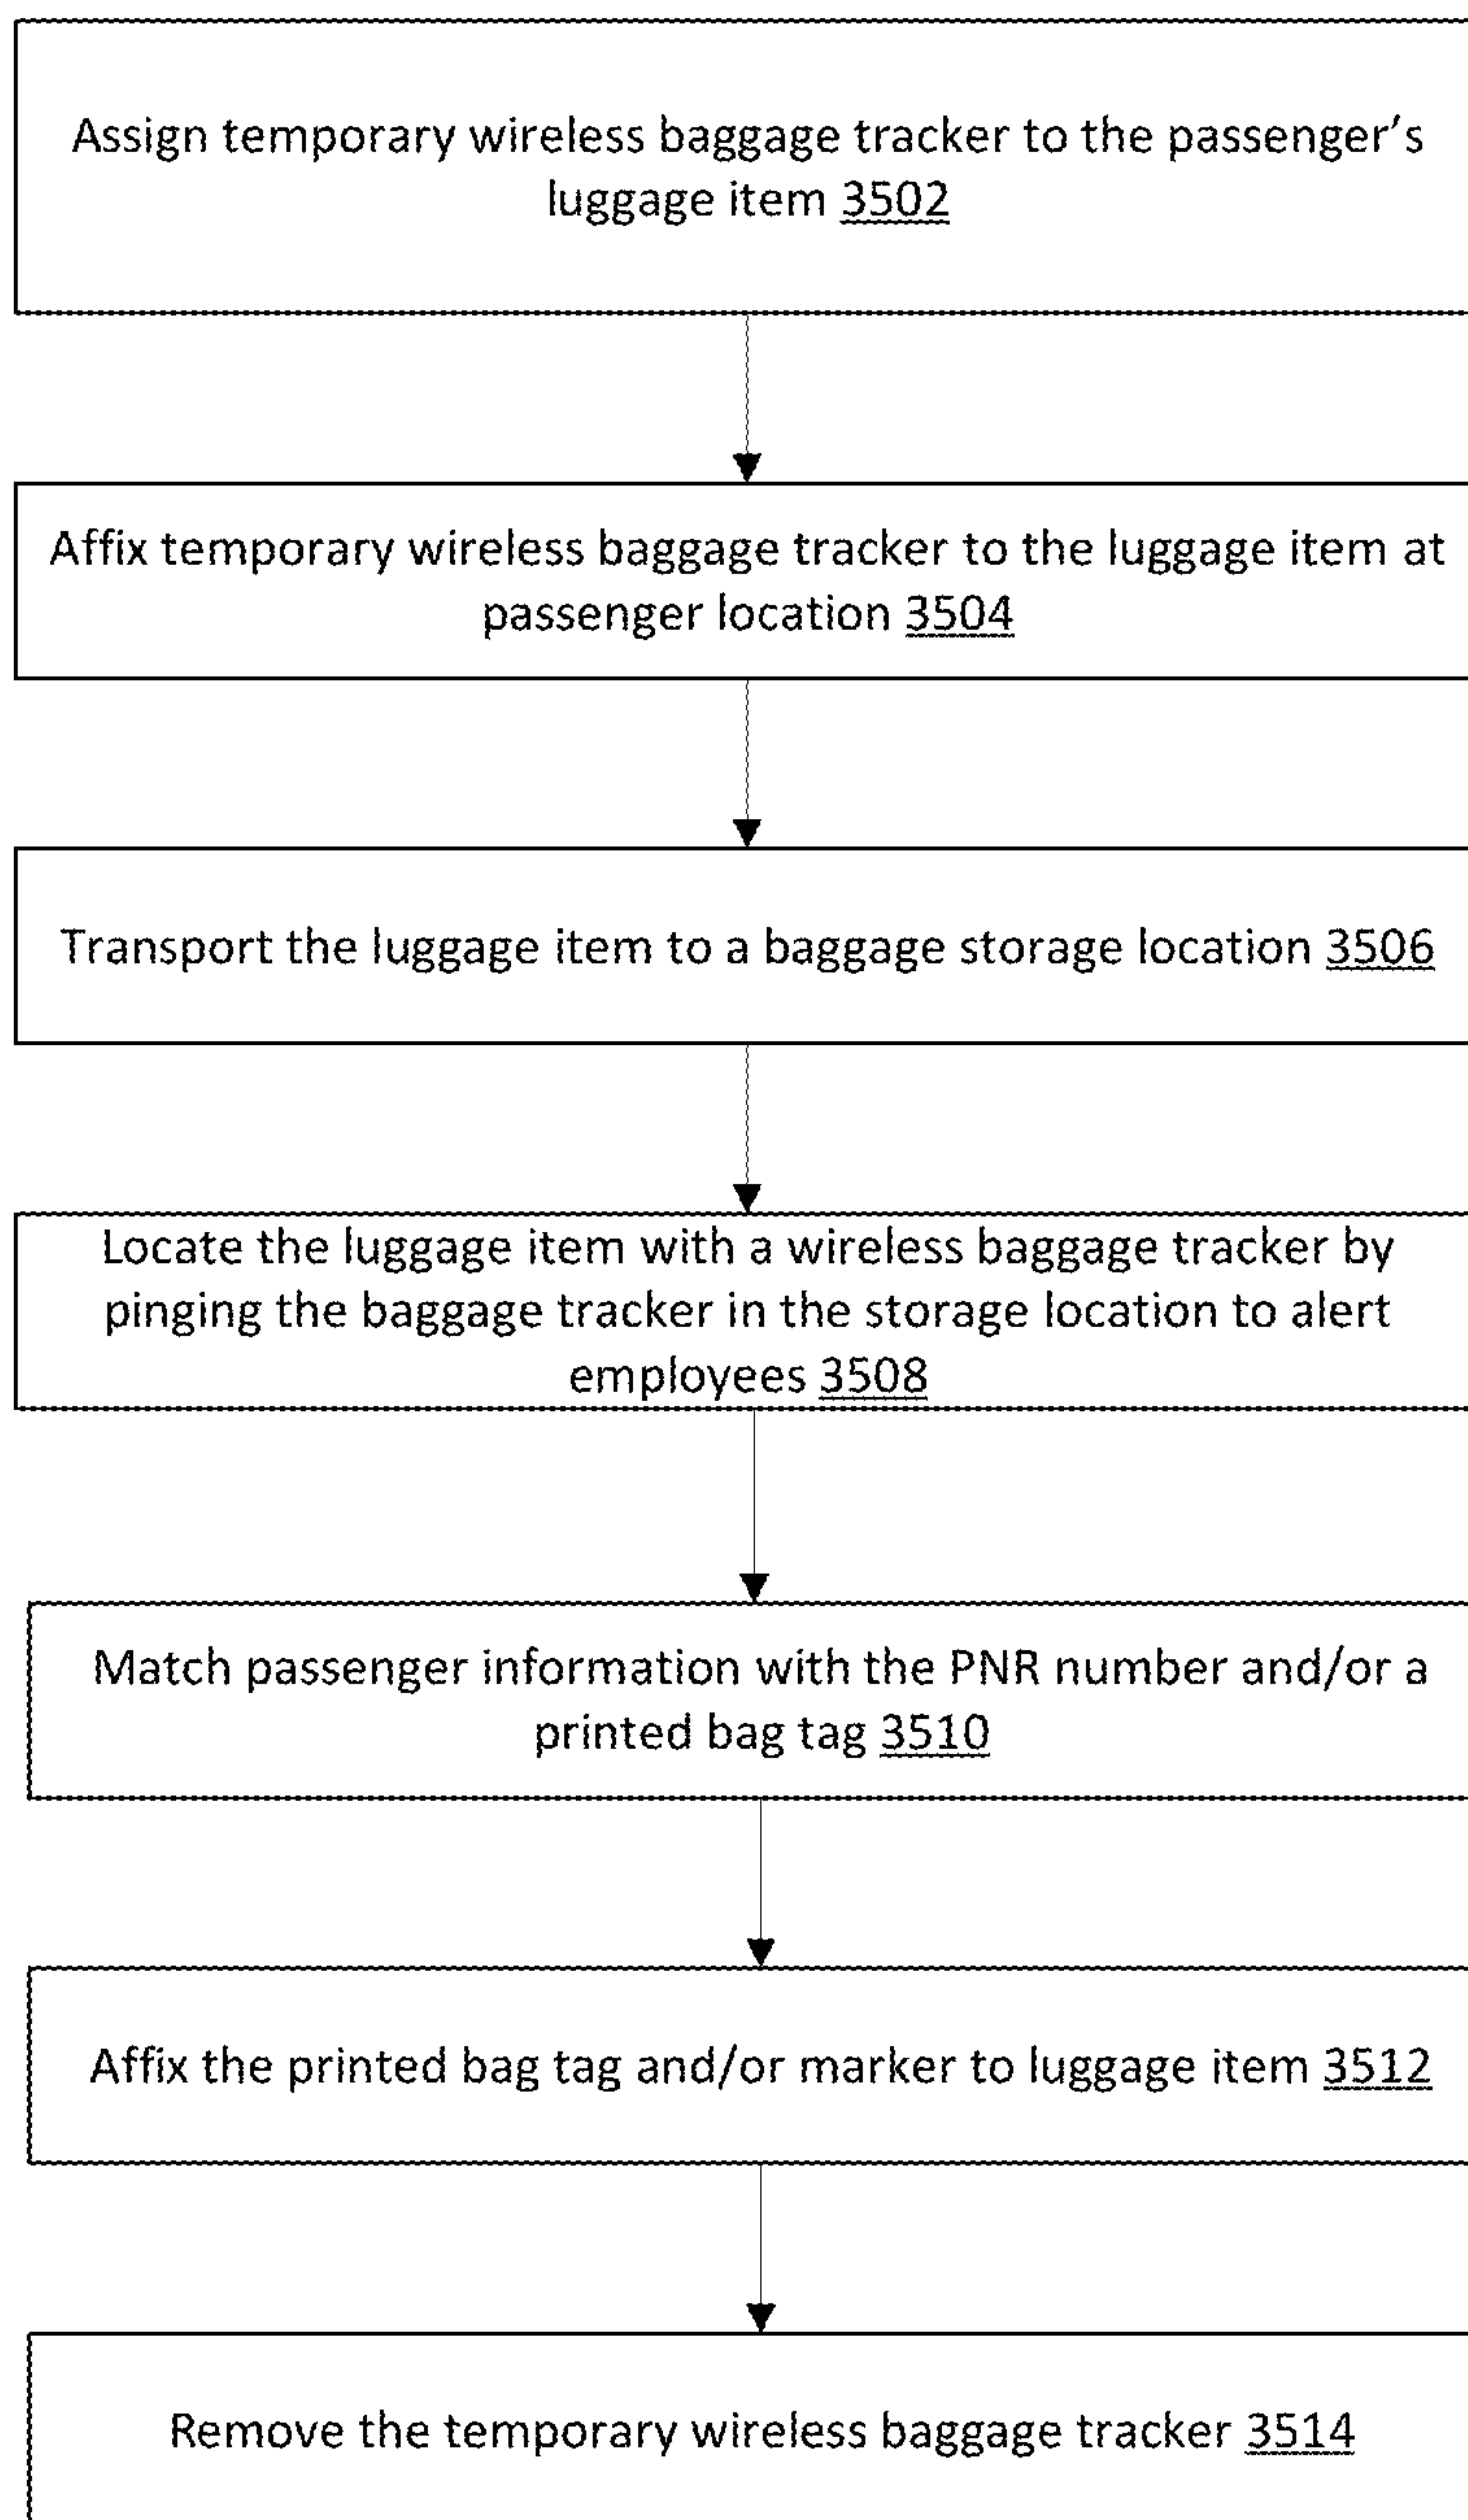 Assign temporary wireless baggage tracker to the passenger's
luggage item 3502
Affix temporary wireless baggage tracker to the luggage item at
passenger location 3504
Transport the luggage item to a baggage storage location 3506
Locate the luggage item with a wireless baggage tracker by
pinging the baggage tracker in the storage location to alert
employees 3508
Match passenger information with the PNR number and/or a
printed bag tag 3510
Affix the printed bag tag and/or marker to luggage item 3512
Remove the temporary wireless baggage tracker 3514